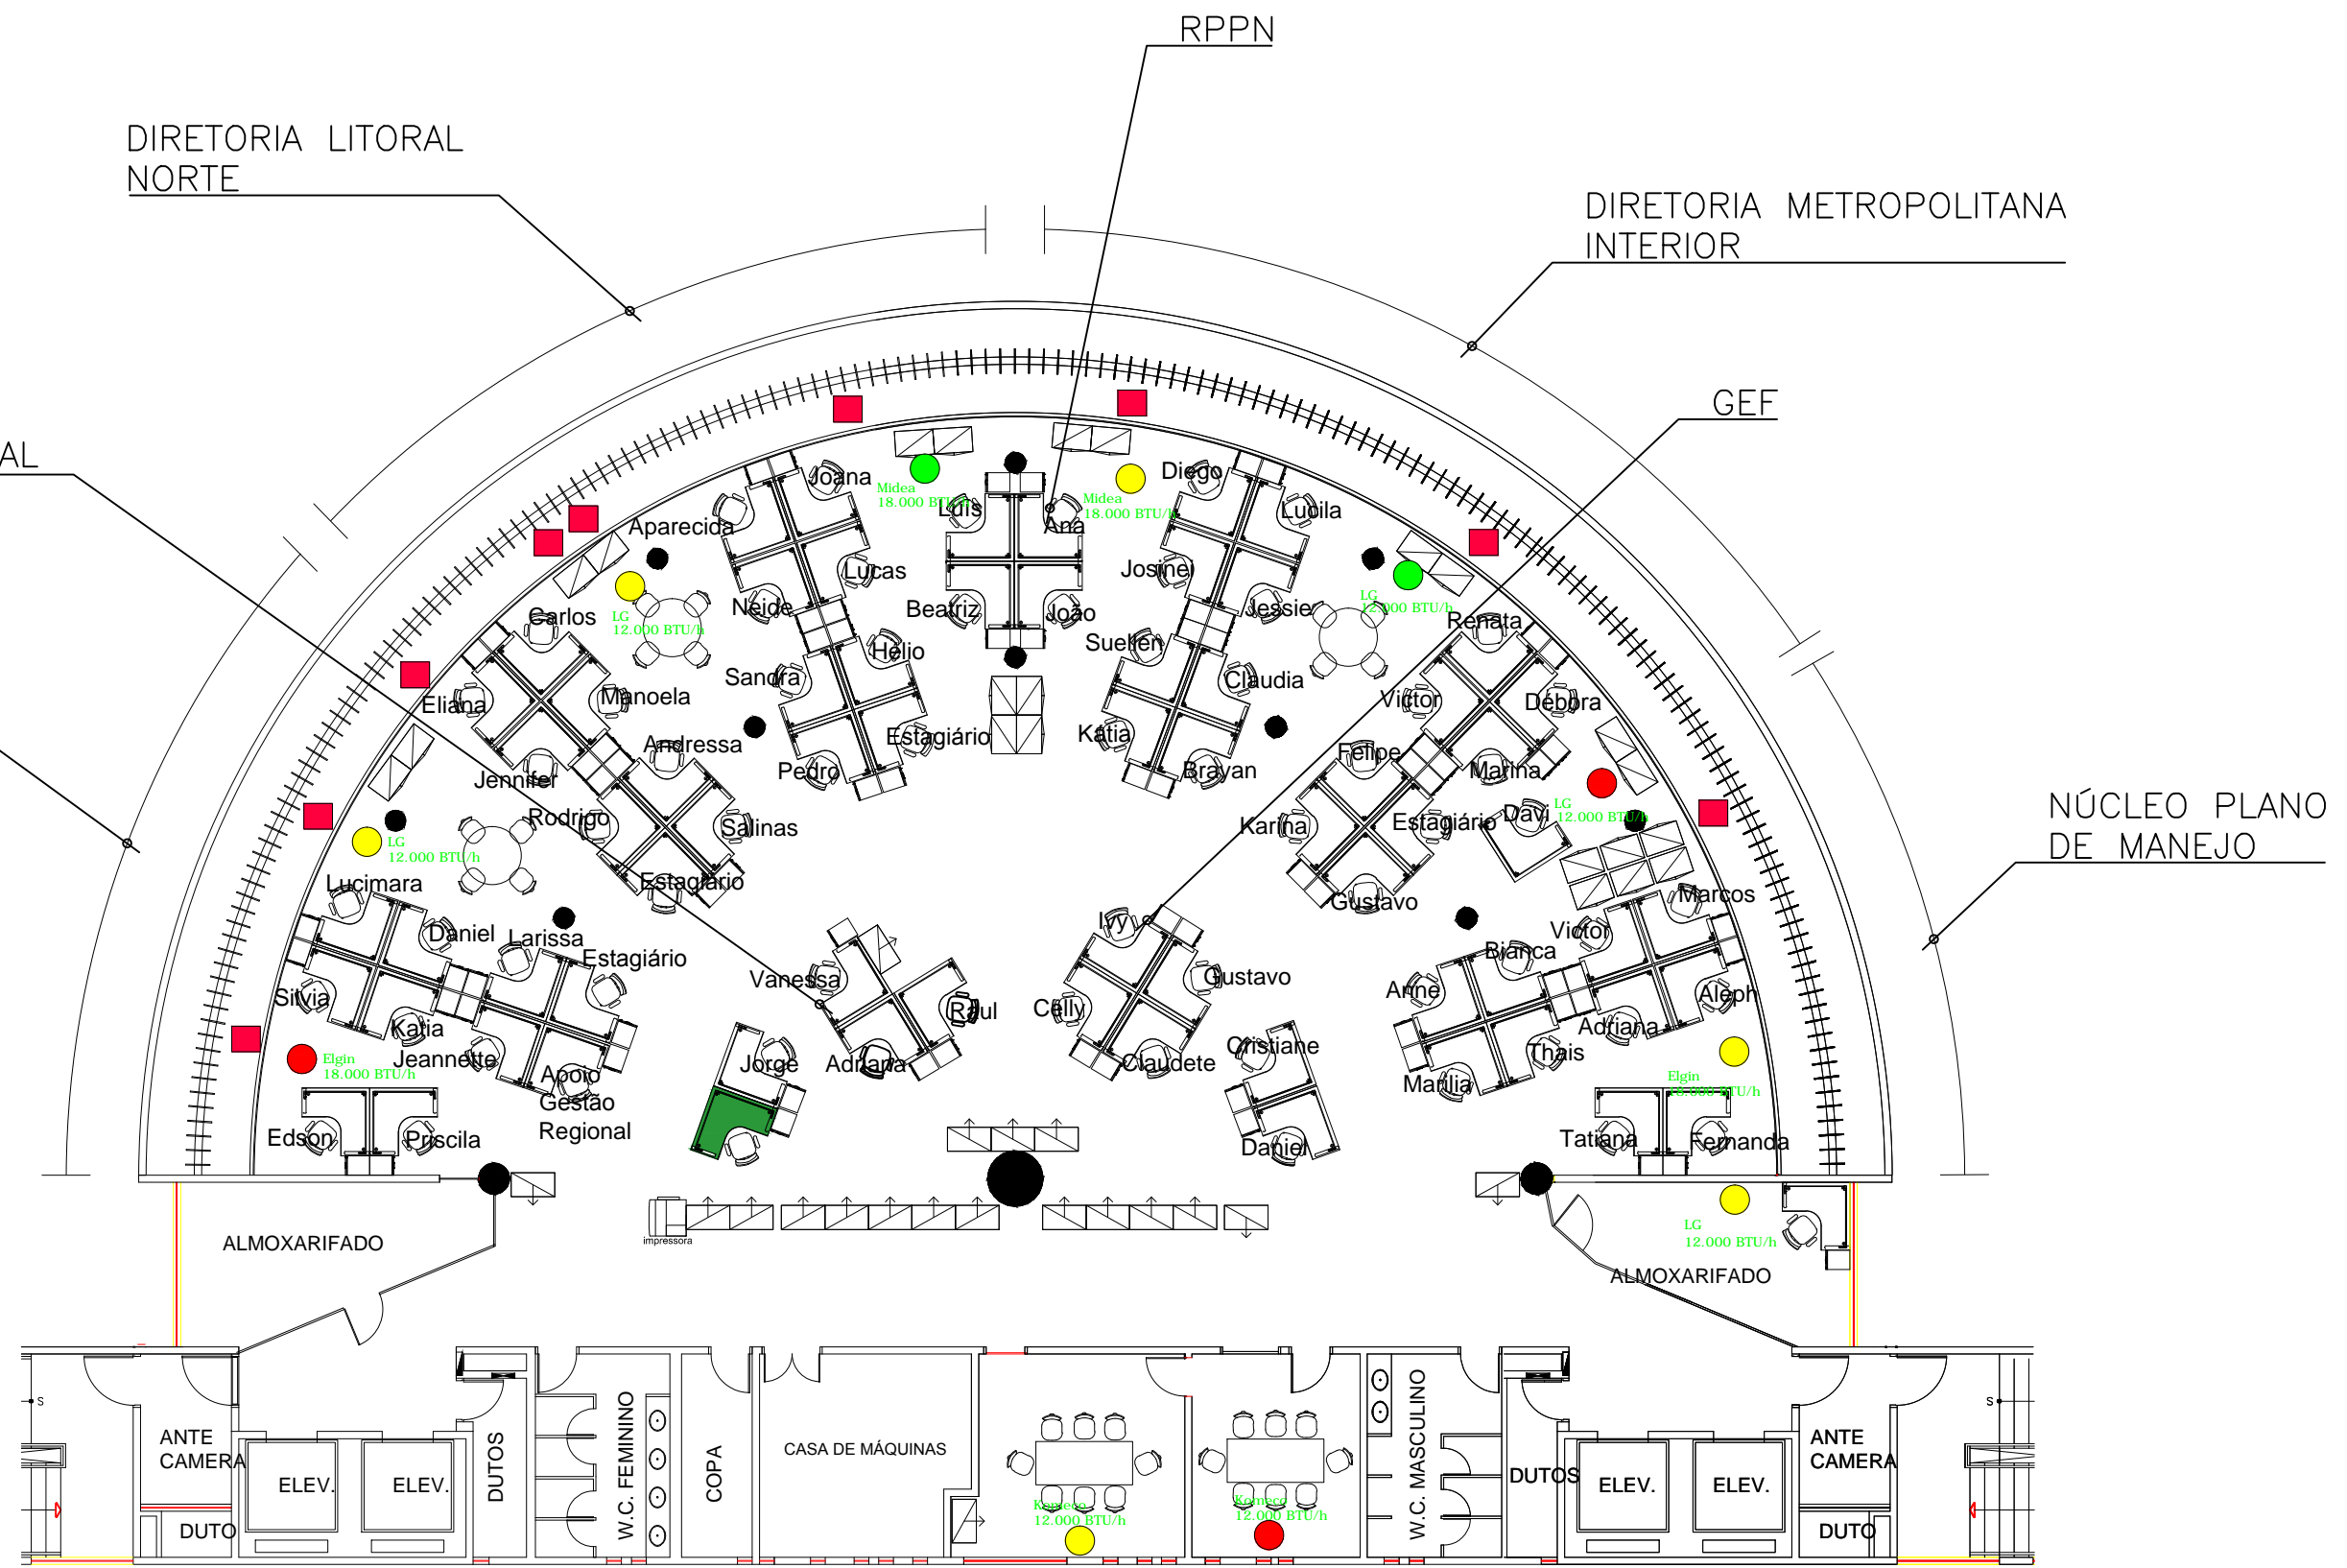 RPPN
DIRETORIA LITORAL
NORTE
DIRETORIA METROPOLITANA
INTERIOR
GEF
AL
NÚCLEO PLANO
DE MANEJO
Joana
Midea
18.000 BTU/h
Luis
Midea
18.000 BTU/h
Ana
Diego
Lucila
Aparecida
Lucas
Josinei
Neide
Beatriz
João
Jessie
LG
12.000 BTU/h
Carlos
LG
12.000 BTU/h
Renata
Hélio
Suellen
Sandra
Claudia
Eliana
Manoela
Victor
Débora
Andressa
Estagiário
Katia
Felipe
Jennifer
Pedro
Brayan
Marina
Rodrigo
Salinas
Karina
Estagiário
Davi
LG
12.000 BTU/h
LG
12.000 BTU/h
Lucimara
Estagiário
Gustavo
Marcos
Daniel
Larissa
Estagiário
Ivy
Bianca
Victor
Silvia
Vanessa
Raul
Celly
Gustavo
Anne
Aleph
Katia
Jeannette
Adriana
Elgin
18.000 BTU/h
Jorge
Adriana
Claudete
Cristiane
Thais
Marilia
Elgin
18.000 BTU/h
Apoio
Gestão
Regional
Edson
Priscila
Daniel
Tatiana
Fernanda
impressora
LG
12.000 BTU/h
ALMOXARIFADO
ALMOXARIFADO
S
ANTE
CAMERA
ELEV.
ELEV.
DUTO
DUTOS
W.C. FEMININO
COPA
CASA DE MÁQUINAS
Komeco
12.000 BTU/h
Komeco
12.000 BTU/h
W.C. MASCULINO
DUTOS
ELEV.
ELEV.
ANTE
CAMERA
DUTO
S